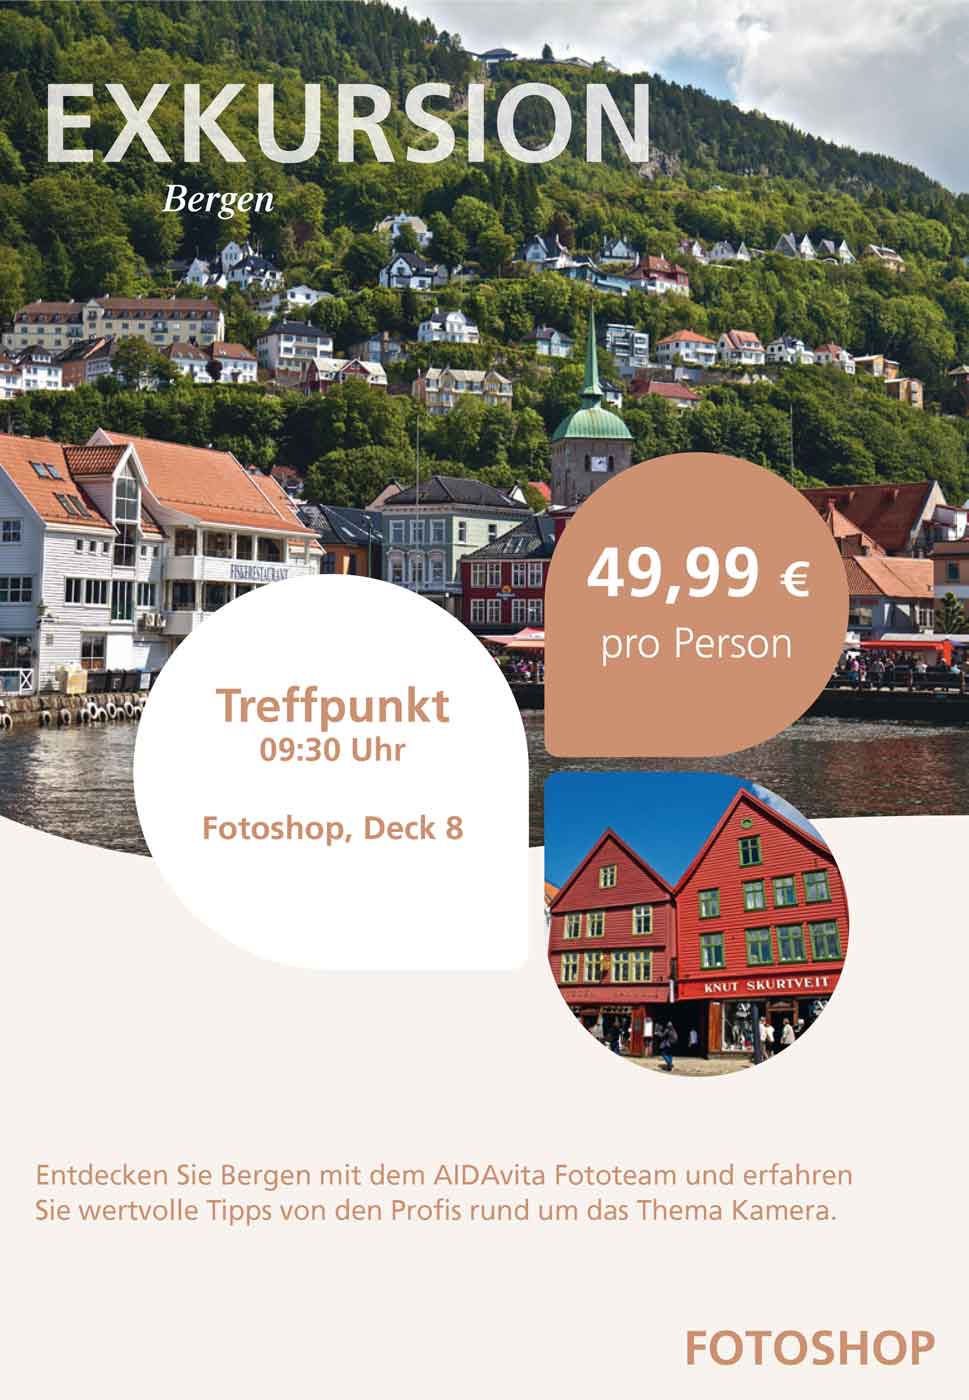 EXKURSION
Bergen
FISKERESTAURANT
49,99 €
pro Person
Treffpunkt
09:30 Uhr
Fotoshop, Deck 8
KNUT SKURTVEIT
Entdecken Sie Bergen mit dem AIDAvita Fototeam und erfahren
Sie wertvolle Tipps von den Profis rund um das Thema Kamera.
FOTOSHOP